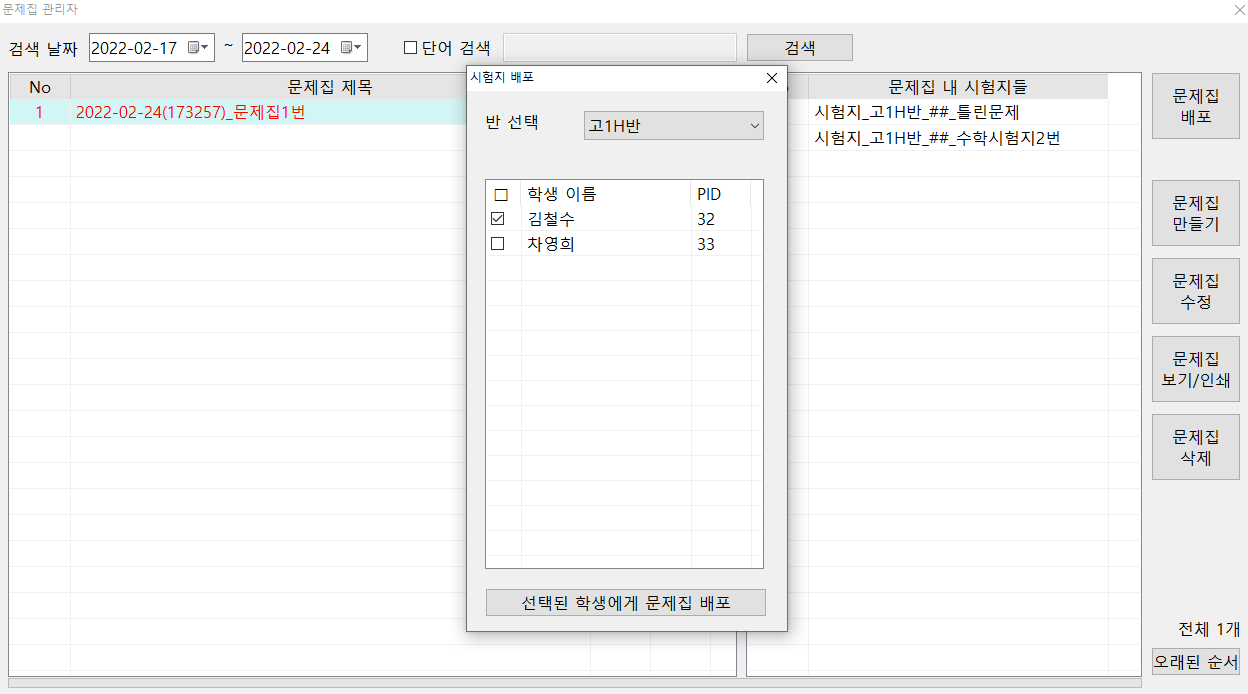 문제집 관리자
검색 날짜 2022-02-17 ~ 2022-02-24 단어 검색 검색
No 문제집 제목
1 2022-02-24(173257)_문제집1번
문제집 내 시험지들
시험지_고1H반_##_틀린문제
시험지_고1H반_##_수학시험지2번
시험지 배포
반 선택 고1H반
학생 이름 PID
김철수 32
차영희 33
선택된 학생에게 문제집 배포
문제집
배포
문제집
만들기
문제집
수정
문제집
보기/인쇄
문제집
삭제
전체 1개
오래된 순서